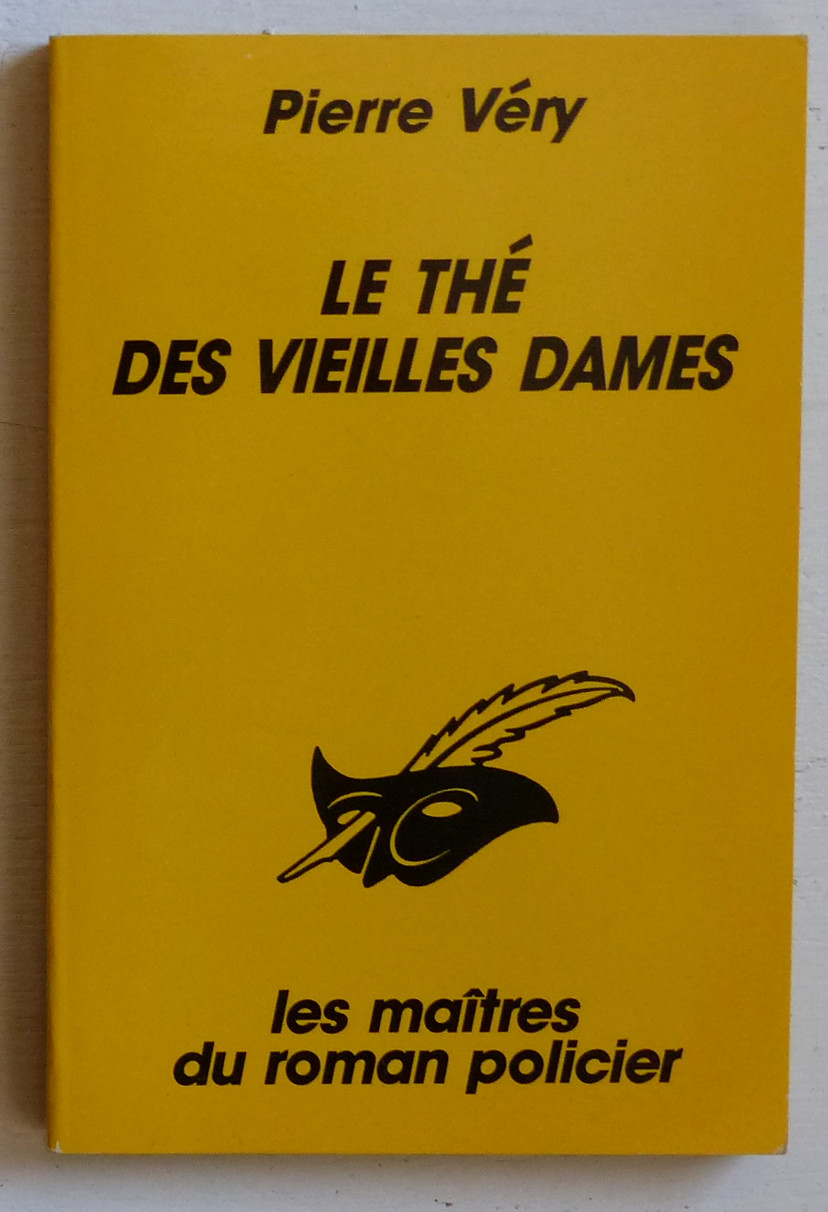 Pierre Véry
LE THÉ
DES VIEILLES DAMES
les maîtres
du roman policier